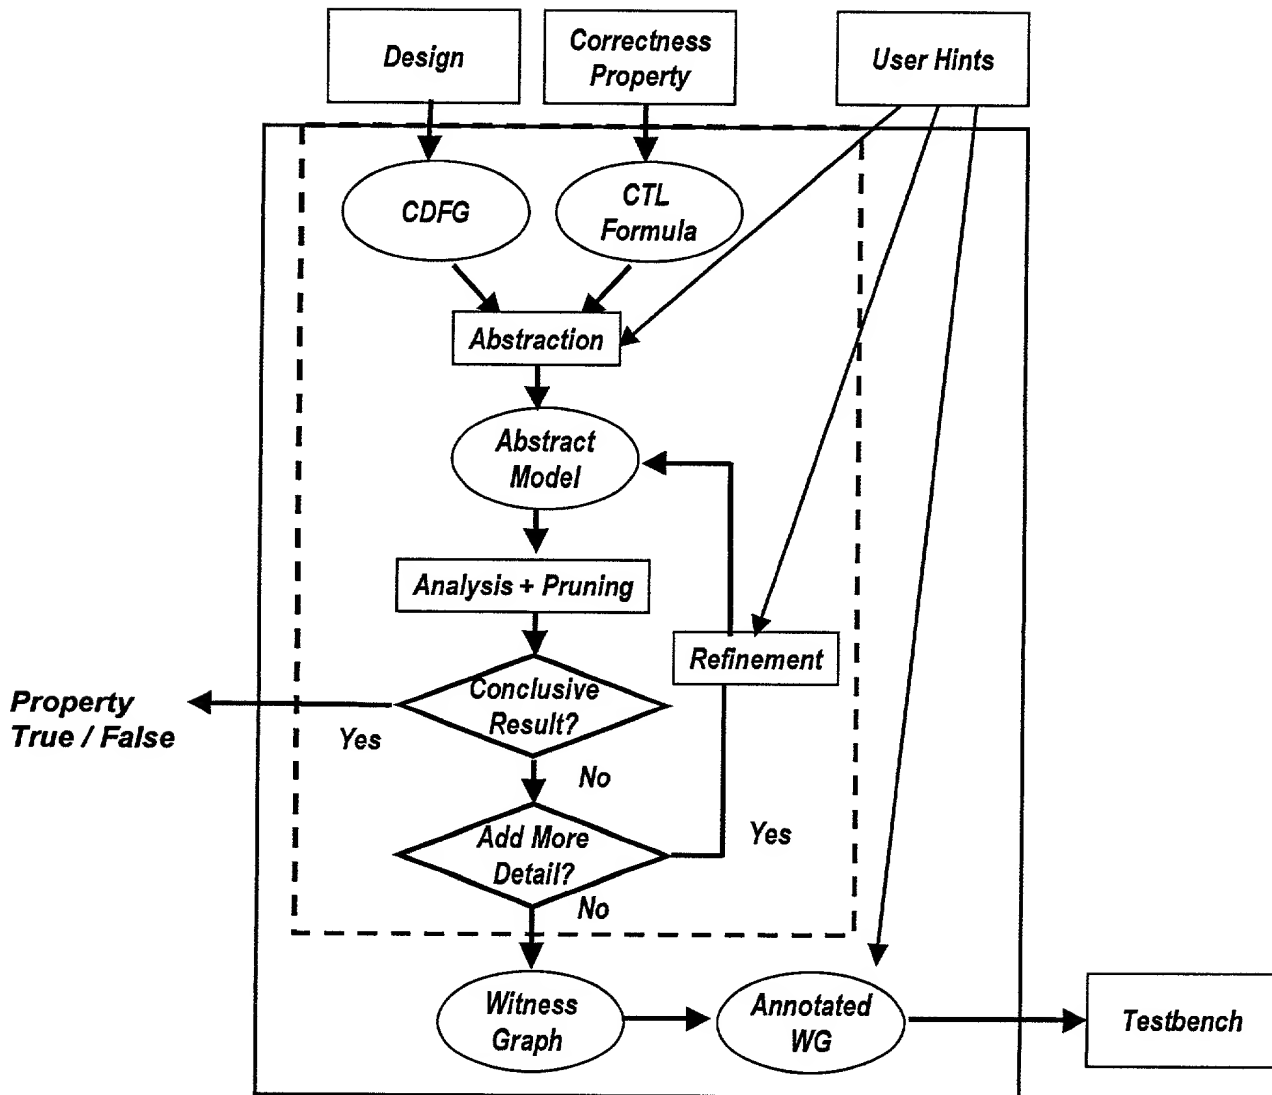 Design
Correctness
Property
User Hints
CDFG
CTL
Formula
Abstraction
Abstract
Model
Analysis + Pruning
Refinement
Conclusive
Result?
Property
True / False
Yes
No
Add More
Detail?
Yes
No
Witness
Graph
Annotated
WG
Testbench